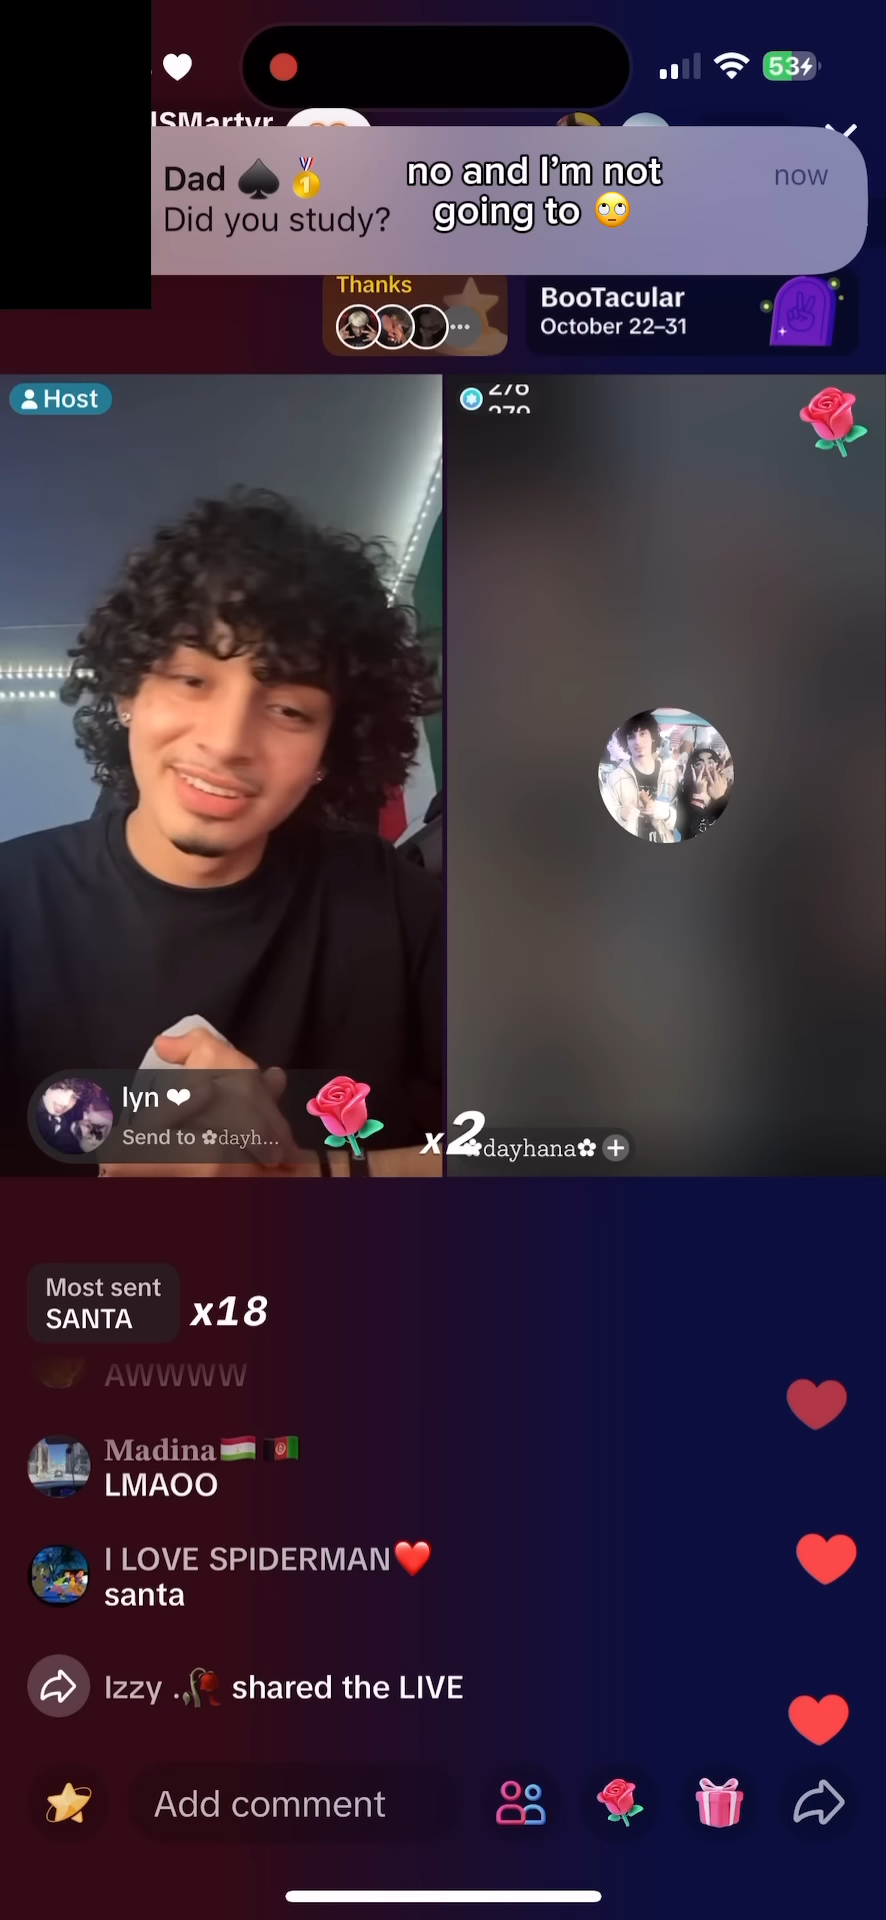 Dad ♠️🥇
Did you study?
no and I'm not
going to 🙄
now
53
Thanks
BooTacular
October 22–31
Host
lyn ❤
Send to ✿dayh...
x2
dayhana✿
Most sent
SANTA
x18
AWWWW
Madina🇹🇯 🇦🇫
LMAOO
I LOVE SPIDERMAN❤️
santa
Izzy .🥀 shared the LIVE
Add comment